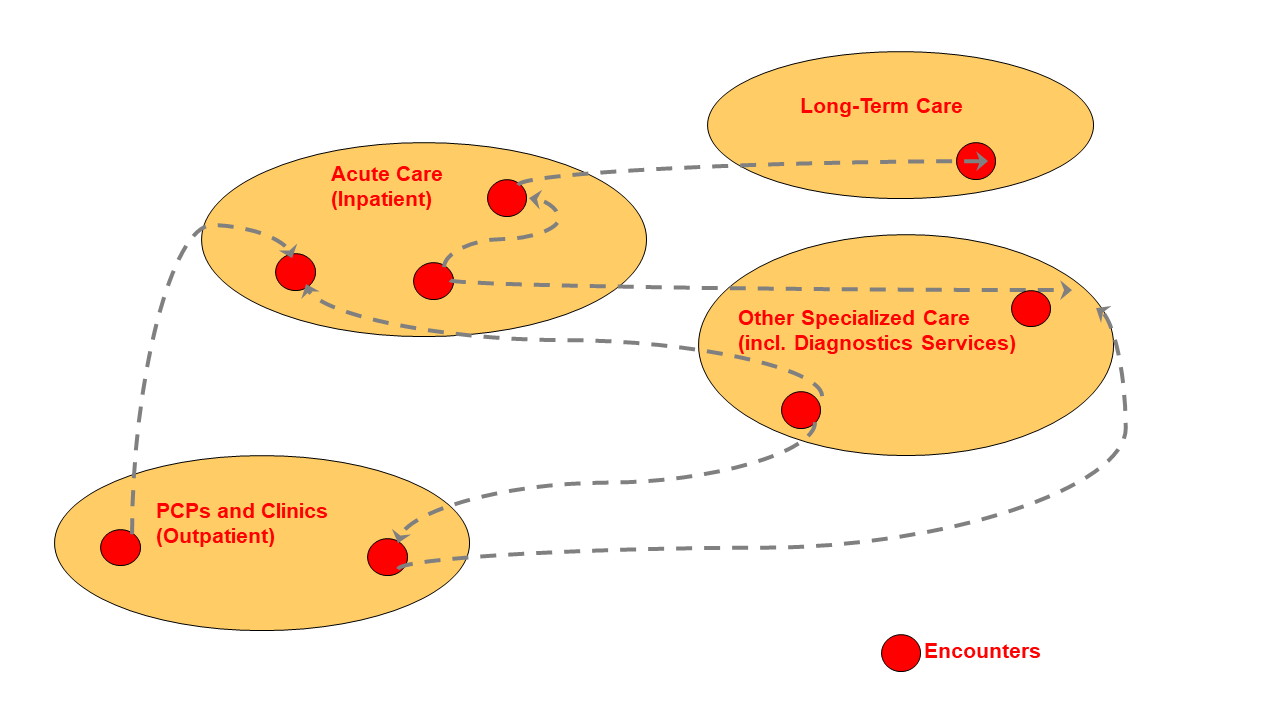 Long-Term Care
Acute Care
(Inpatient)
Other Specialized Care
(incl. Diagnostics Services)
PCPs and Clinics
(Outpatient)
Encounters